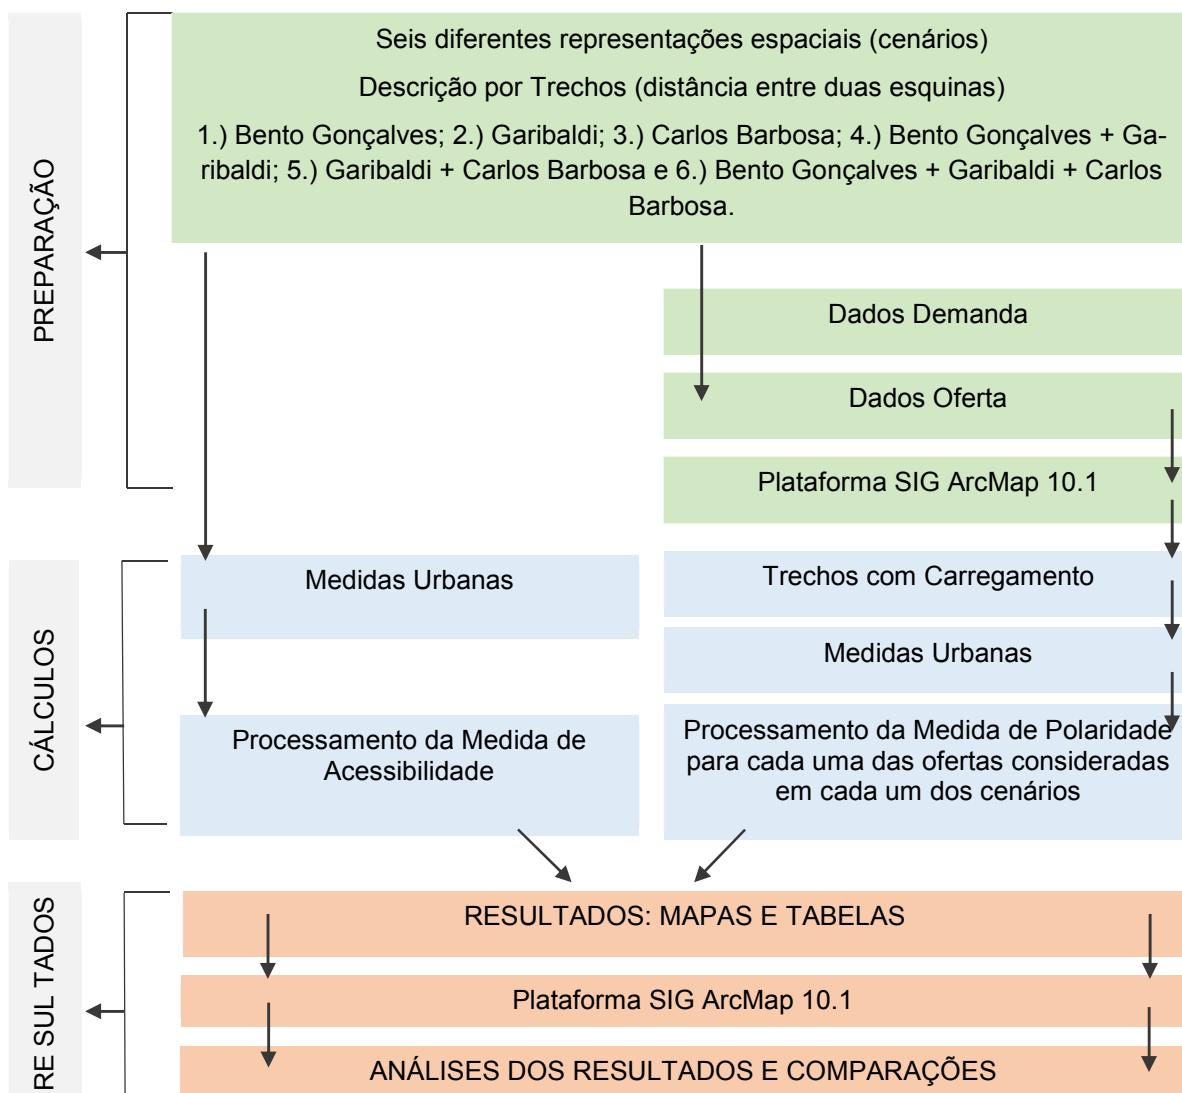 PREPARAÇÃO
Seis diferentes representações espaciais (cenários)
Descrição por Trechos (distância entre duas esquinas)
1.) Bento Gonçalves; 2.) Garibaldi; 3.) Carlos Barbosa; 4.) Bento Gonçalves + Ga-
ribaldi; 5.) Garibaldi + Carlos Barbosa e 6.) Bento Gonçalves + Garibaldi + Carlos
Barbosa.
Dados Demanda
Dados Oferta
Plataforma SIG ArcMap 10.1
CÁLCULOS
Medidas Urbanas
Processamento da Medida de
Acessibilidade
Trechos com Carregamento
Medidas Urbanas
Processamento da Medida de Polaridade
para cada uma das ofertas consideradas
em cada um dos cenários
RE SUL TADOS
RESULTADOS: MAPAS E TABELAS
Plataforma SIG ArcMap 10.1
ANÁLISES DOS RESULTADOS E COMPARAÇÕES